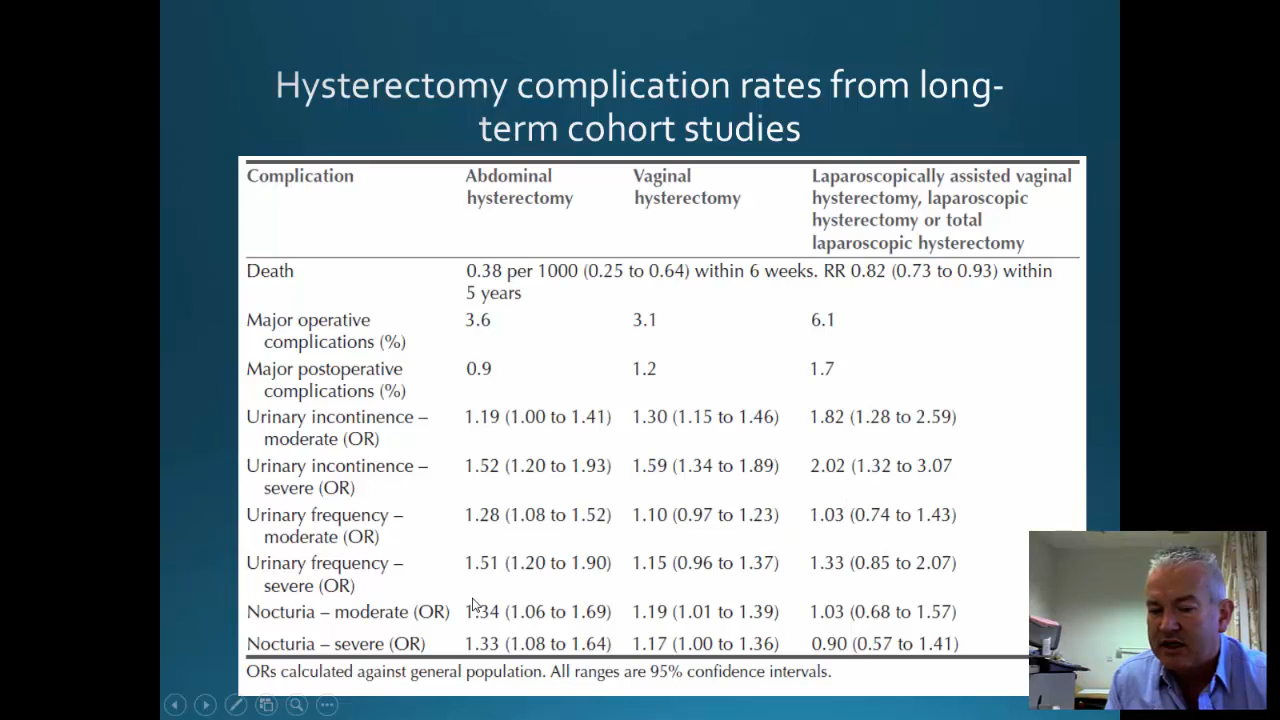 Hysterectomy complication rates from long-
term cohort studies
Complication Abdominal hysterectomy Vaginal hysterectomy Laparoscopically assisted vaginal hysterectomy, laparoscopic hysterectomy or total laparoscopic hysterectomy
Death 0.38 per 1000 (0.25 to 0.64) within 6 weeks. RR 0.82 (0.73 to 0.93) within
5 years
Major operative 3.6 3.1 6.1
complications (%)
Major postoperative 0.9 1.2 1.7
complications (%)
Urinary incontinence – 1.19 (1.00 to 1.41) 1.30 (1.15 to 1.46) 1.82 (1.28 to 2.59)
moderate (OR)
Urinary incontinence – 1.52 (1.20 to 1.93) 1.59 (1.34 to 1.89) 2.02 (1.32 to 3.07
severe (OR)
Urinary frequency – 1.28 (1.08 to 1.52) 1.10 (0.97 to 1.23) 1.03 (0.74 to 1.43)
moderate (OR)
Urinary frequency – 1.51 (1.20 to 1.90) 1.15 (0.96 to 1.37) 1.33 (0.85 to 2.07)
severe (OR)
Nocturia – moderate (OR) 1.34 (1.06 to 1.69) 1.19 (1.01 to 1.39) 1.03 (0.68 to 1.57)
Nocturia – severe (OR) 1.33 (1.08 to 1.64) 1.17 (1.00 to 1.36) 0.90 (0.57 to 1.41)
ORs calculated against general population. All ranges are 95% confidence intervals.